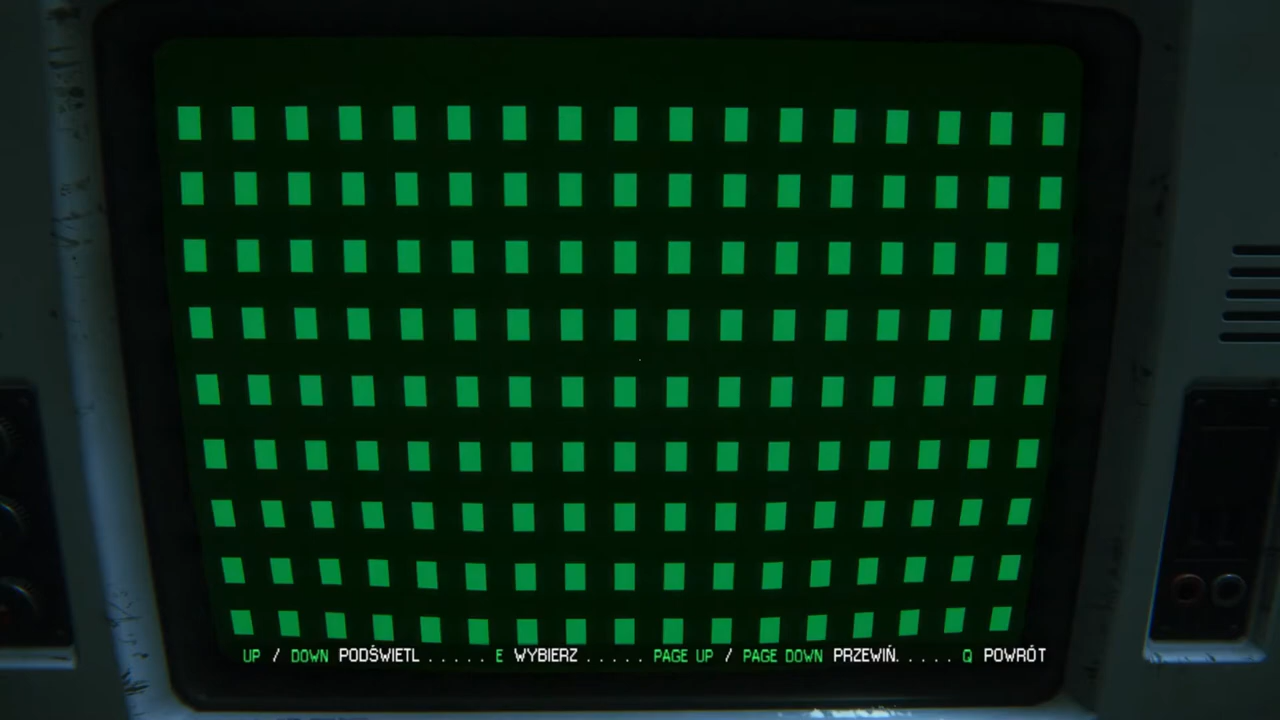 UP / DOWN PODŚWIETL . . . . . E WYBIERZ . . . . . PAGE UP / PAGE DOWN PRZEWIŃ. . . . . Q POWRÓT